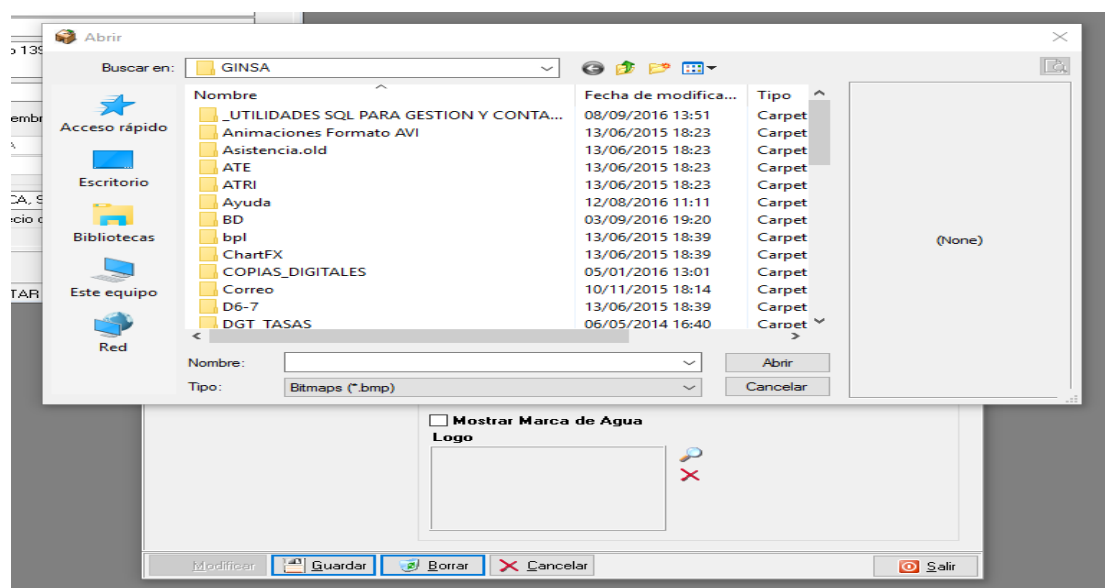 Abrir
o 139
Buscar en: GINSA
Nombre Fecha de modifica... Tipo
_UTILIDADES SQL PARA GESTION Y CONTA... 08/09/2016 13:51 Carpet
Animaciones Formato AVI 13/06/2015 18:23 Carpet
Asistencia.old 13/06/2015 18:23 Carpet
ATE 13/06/2015 18:23 Carpet
ATRI 13/06/2015 18:23 Carpet
Ayuda 12/08/2016 11:11 Carpet
BD 03/09/2016 19:20 Carpet
bpl 13/06/2015 18:39 Carpet
ChartFX 13/06/2015 18:39 Carpet
COPIAS_DIGITALES 05/01/2016 13:01 Carpet
Correo 10/11/2015 18:14 Carpet
D6-7 13/06/2015 18:39 Carpet
DGT_TASAS 06/05/2014 16:40 Carpet
Acceso rápido
Escritorio
Bibliotecas
Este equipo
Red
(None)
embr
CA, S
cio
TAR
Nombre: Abrir
Tipo: Bitmaps (*.bmp) Cancelar
Mostrar Marca de Agua
Logo
Modificar Guardar Borrar Cancelar Salir